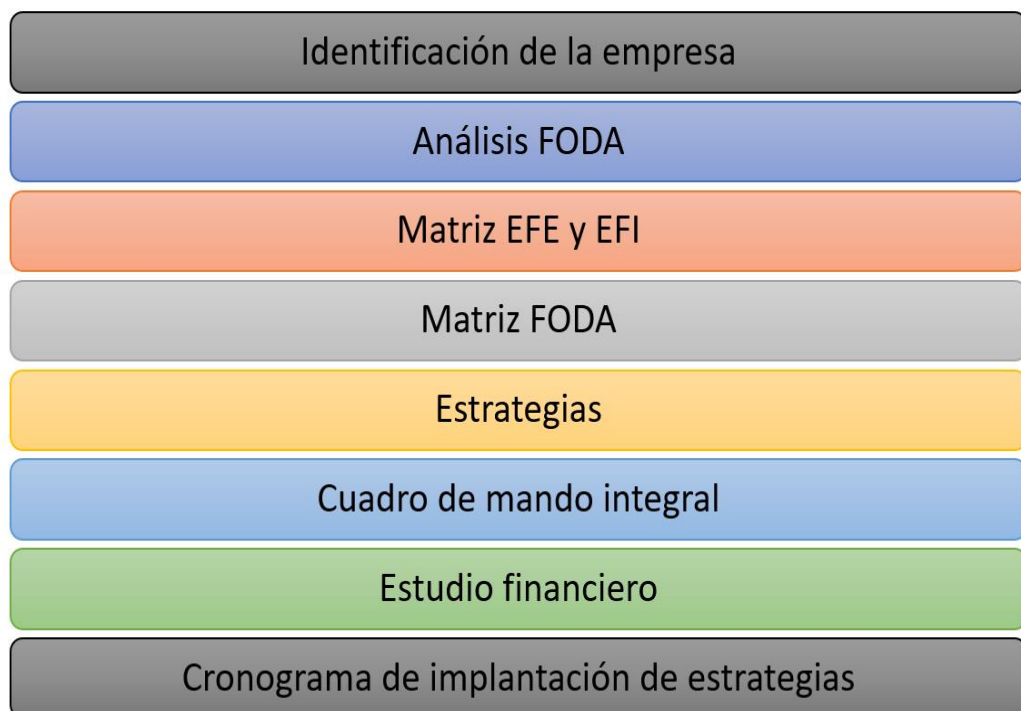 Identificación de la empresa
Análisis FODA
Matriz EFE y EFI
Matriz FODA
Estrategias
Cuadro de mando integral
Estudio financiero
Cronograma de implantación de estrategias